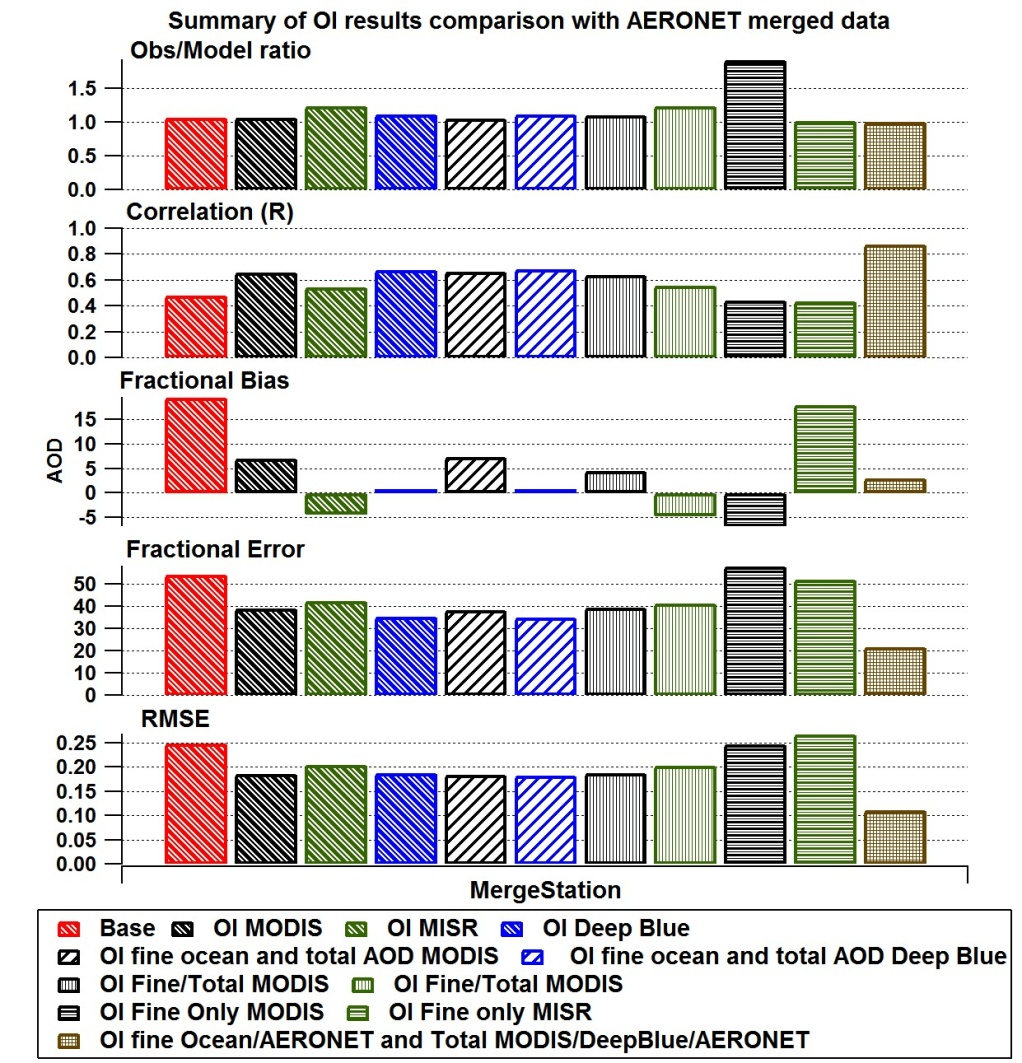 Summary of OI results comparison with AERONET merged data
Obs/Model ratio
1.5
1.0
0.5
0.0
Correlation (R)
1.0
0.8
0.6
0.4
0.2
0.0
Fractional Bias
AOD
15
10
5
0
-5
Fractional Error
50
40
30
20
10
0
RMSE
0.25
0.20
0.15
0.10
0.05
0.00
MergeStation
Base OI MODIS OI MISR OI Deep Blue
OI fine ocean and total AOD MODIS OI fine ocean and total AOD Deep Blue
OI Fine/Total MODIS OI Fine/Total MODIS
OI Fine Only MODIS OI Fine only MISR
OI fine Ocean/AERONET and Total MODIS/DeepBlue/AERONET